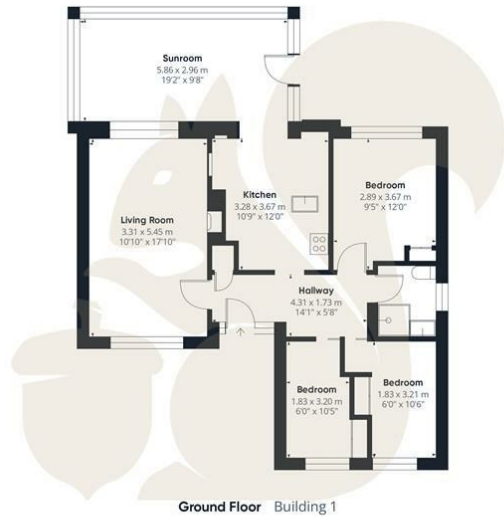 Sunroom
5.86 x 2.96 m
19'2" x 9'8"
Living Room
3.31 x 5.45 m
10'10" x 17'10"
Kitchen
3.28 x 3.67 m
10'9" x 12'0"
Bedroom
2.89 x 3.67 m
9'5" x 12'0"
Hallway
4.31 x 1.73 m
14'1" x 5'8"
Bedroom
1.83 x 3.20 m
6'0" x 10'5"
Bedroom
1.83 x 3.21 m
6'0" x 10'6"
Ground Floor Building 1